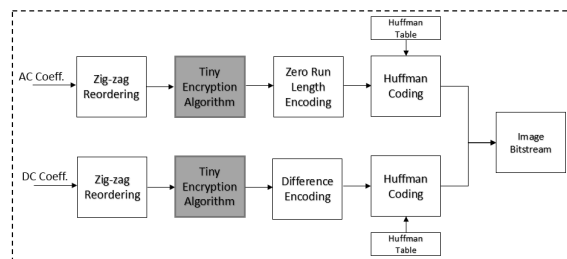 Huffman
Table
AC Coeff.
Zig-zag
Reordering
Tiny
Encryption
Algorithm
Zero Run
Length
Encoding
Huffman
Coding
Image
Bitstream
DC Coeff.
Zig-zag
Reordering
Tiny
Encryption
Algorithm
Difference
Encoding
Huffman
Coding
Huffman
Table